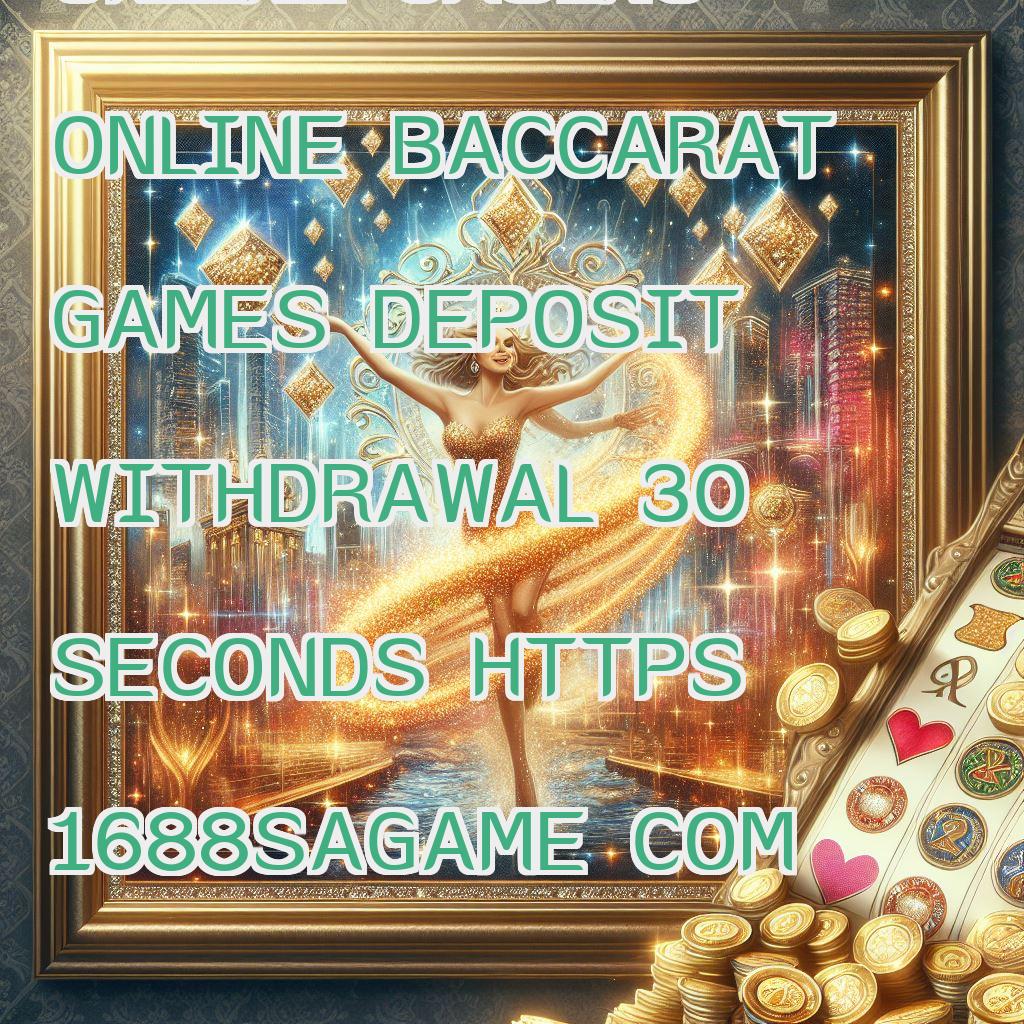 ONLINE BACCARAT
GAMES DEPOSIT
WITHDRAWAL 30
SECONDS HTTPS
1688SAGAME COM